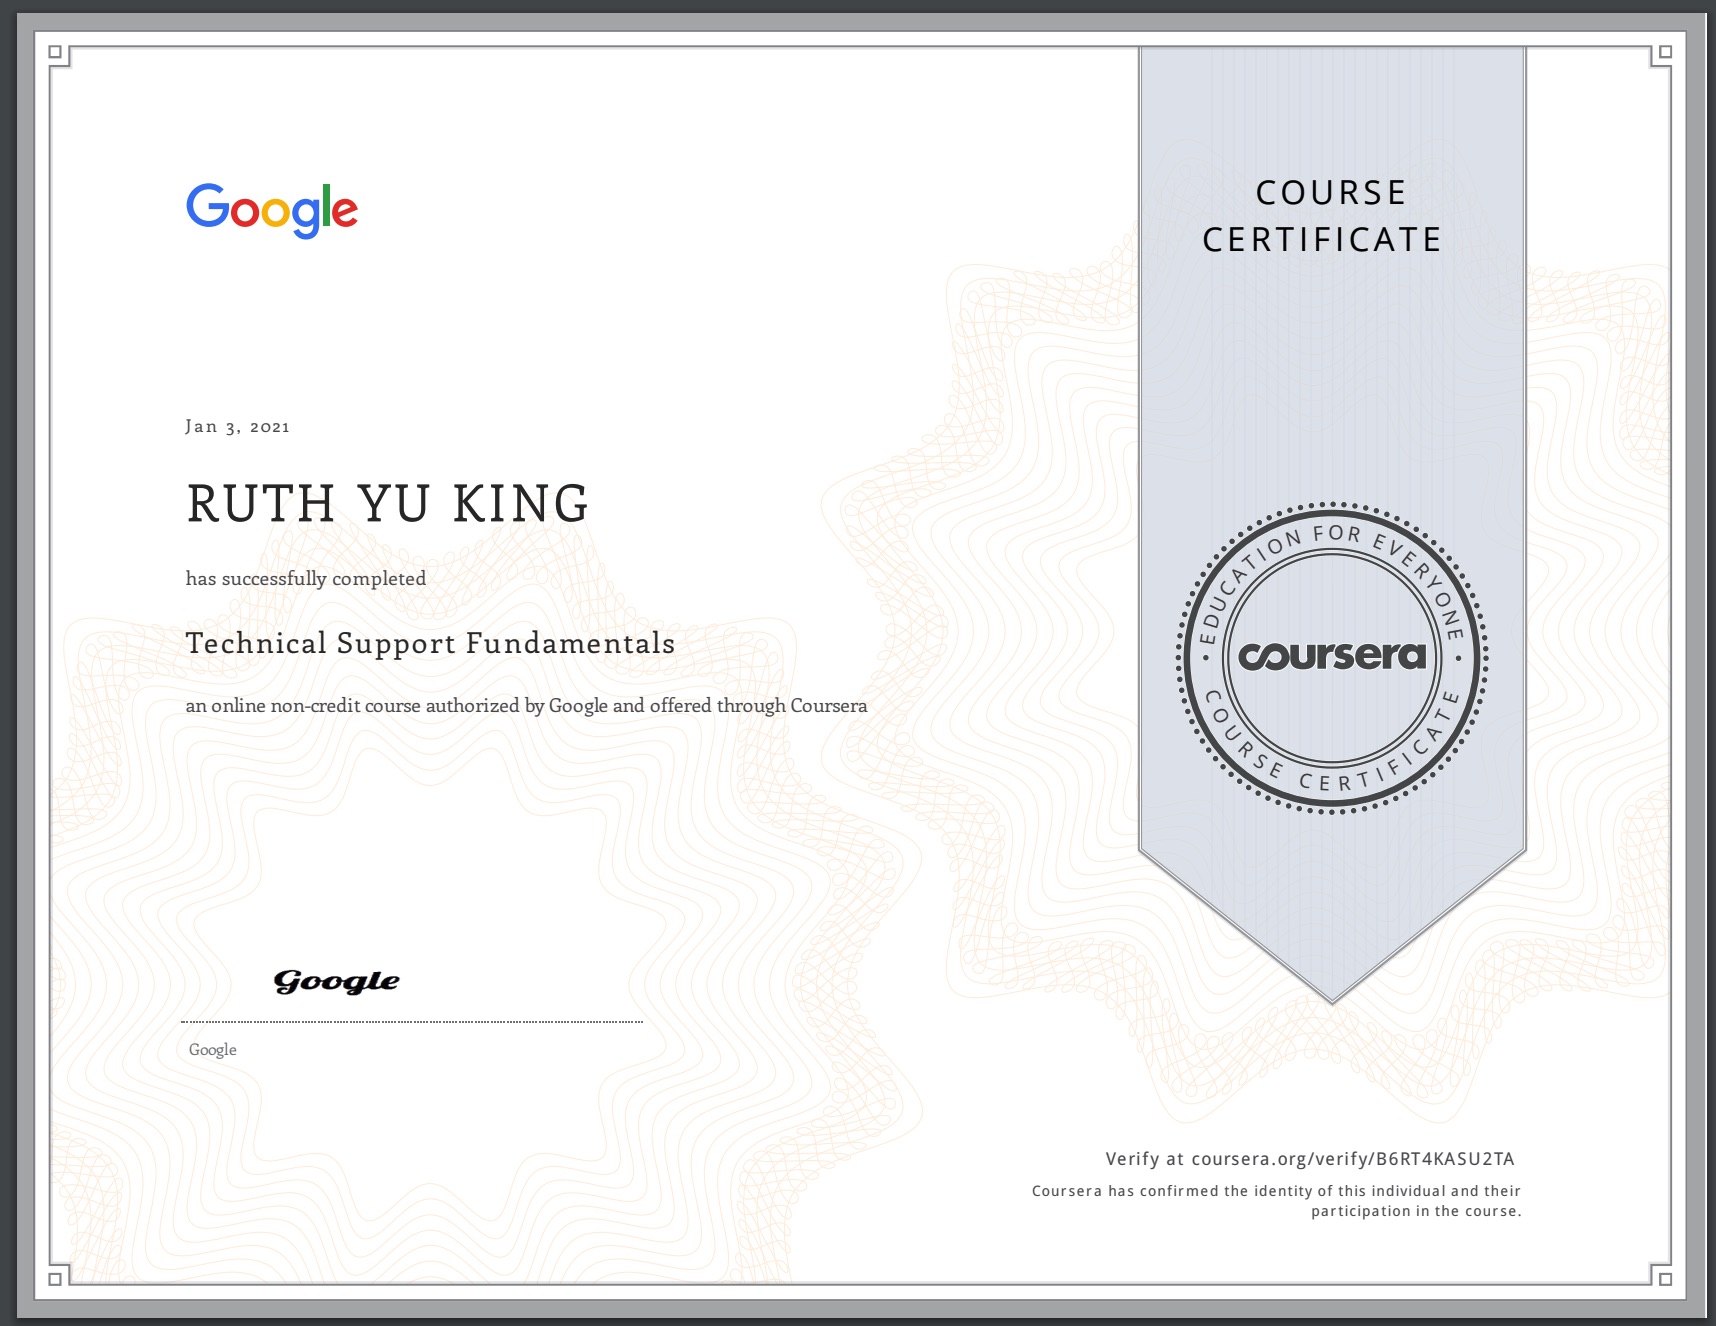 Google
COURSE
CERTIFICATE
Jan 3, 2021
RUTH YU KING
has successfully completed
Technical Support Fundamentals
an online non-credit course authorized by Google and offered through Coursera
EDUCATION FOR EVERYONE
coursera
COURSE CERTIFICATE
Google
Google
Verify at coursera.org/verify/B6RT4KASU2TA
Coursera has confirmed the identity of this individual and their
participation in the course.